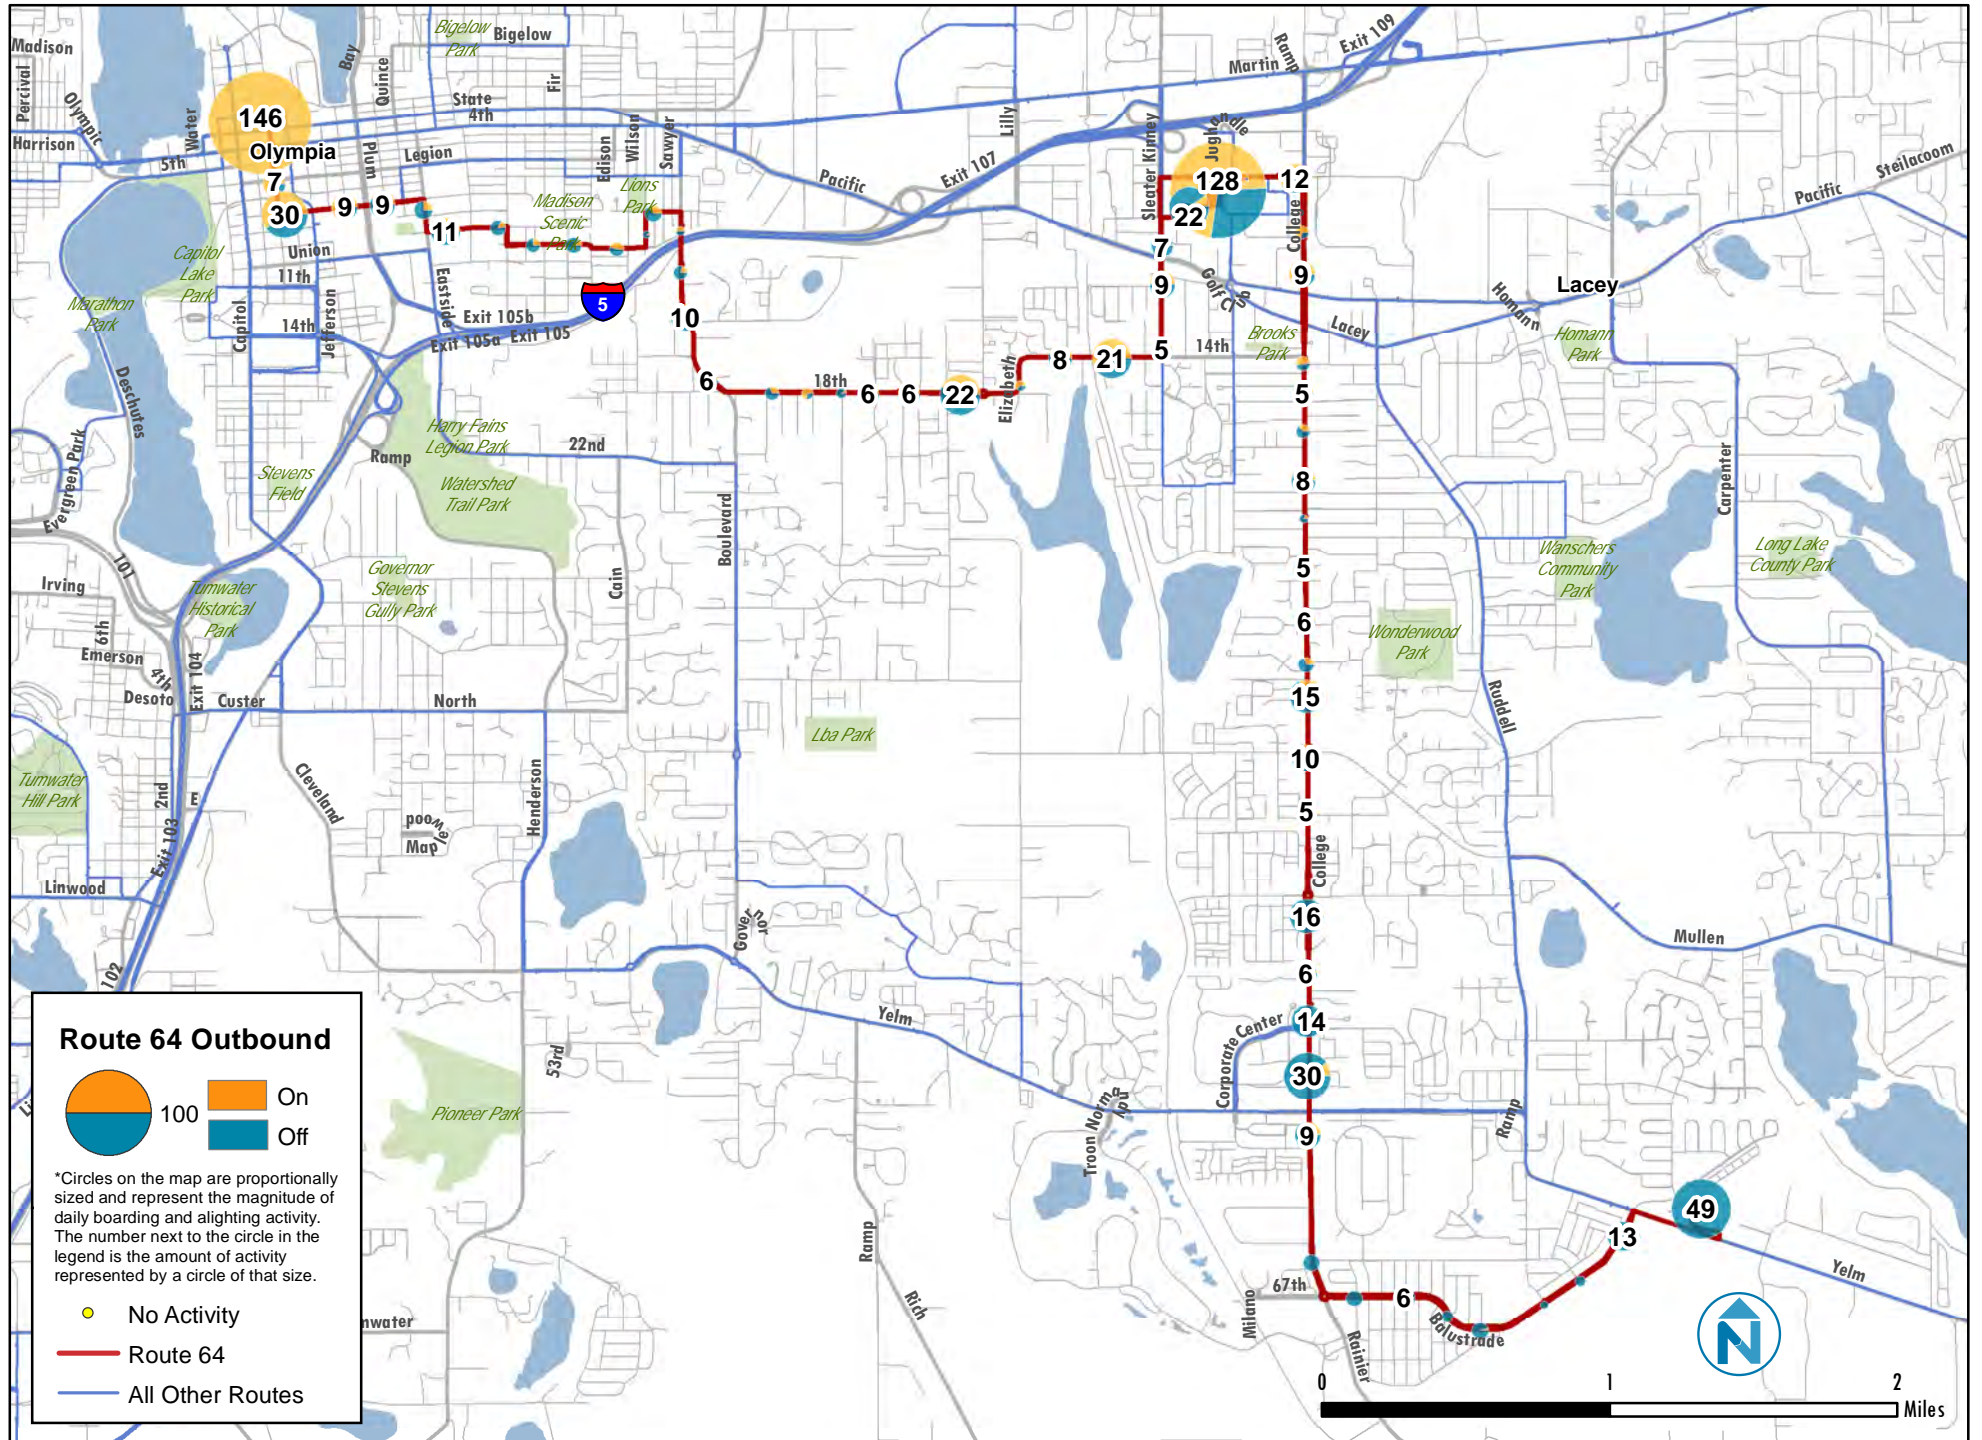 Madison
Percival
Olympic
Harrison
Water
5th
146
Olympia
7
30
Bay
Quince
Bigelow
Park
Bigelow
Fir
State
4th
Plum
Legion
9
9
11
Edison
Wilson
Sawyer
Lions
Park
Madison
Scenic
Park
Union
11th
14th
Capitol
Jefferson
Eastside
Capitol
Lake
Park
Marathon
Park
Deschutes
Evergreen Park
Exit 105b
Exit 105a
Exit 105
5
10
6
18th
6
6
22
Elizabeth
8
21
5
9
7
22
128
12
Pacific
Exit 107
Lilly
Sleater Kinney
Jughandle
Martin
Ramp
Exit 109
College
9
Golf Club
14th
Brooks
Park
Lacey
Homann
Lacey
Homann
Park
Pacific
Steilacoom
Carpenter
5
8
5
6
15
10
5
College
16
6
14
30
9
Harry Fains
Legion Park
Watershed
Trail Park
Stevens
Field
Ramp
22nd
Boulevard
Cain
Governor
Stevens
Gully Park
Tumwater
Historical
Park
101
Irving
6th
Emerson
4th
Desoto
Exit 104
Custer
North
Tumwater
Hill Park
2nd
E
Exit 103
Linwood
102
Cleveland
Maplewood
Henderson
Lba Park
Governor
Yelm
Wanschers
Community
Park
Long Lake
County Park
Wonderwood
Park
Ruddell
Mullen
Corporate Center
Troon
Normandy
Ramp
53rd
Pioneer Park
Ramp
Rich
67th
Milano
Rainier
6
Balustrade
13
49
Yelm
N
0 1 2
Miles
Route 64 Outbound
100
On
Off
*Circles on the map are proportionally
sized and represent the magnitude of
daily boarding and alighting activity.
The number next to the circle in the
legend is the amount of activity
represented by a circle of that size.
No Activity
Route 64
All Other Routes